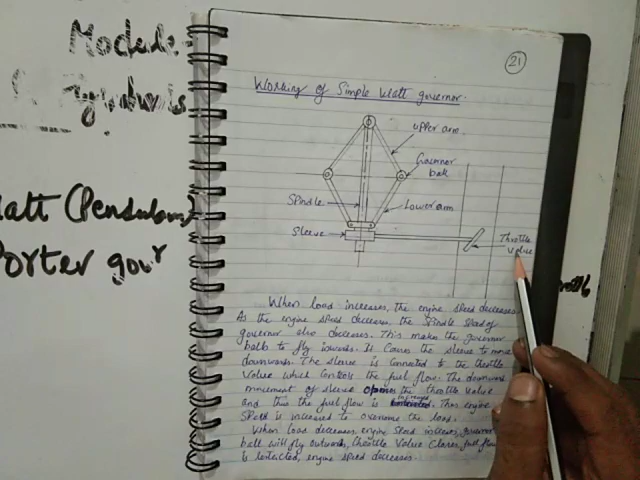 Module
Symbols
Watt (Pendulum)
Porter govr
21
Working of Simple Watt governor.
upper arm
Governor
ball
Spindle
Lower arm
Sleeve
Throttle
Valve
When load increases, the engine speed decreases
As the engine speed decreases, the spindle speed of
governor also decreases. This makes the governor
balls to fly inwards. It causes the sleeve to move
downwards. The sleeve is connected to the throttle
Valve which controls the fuel flow. The downward
movement of sleeve opens the throttle valve
and thus the fuel flow is increased. Thus engine
speed is increased to overcome the load.
When load decreases, engine speed increases, governor
ball will fly outwards, throttle valve closes, fuel flow
is restricted, engine speed decreases.